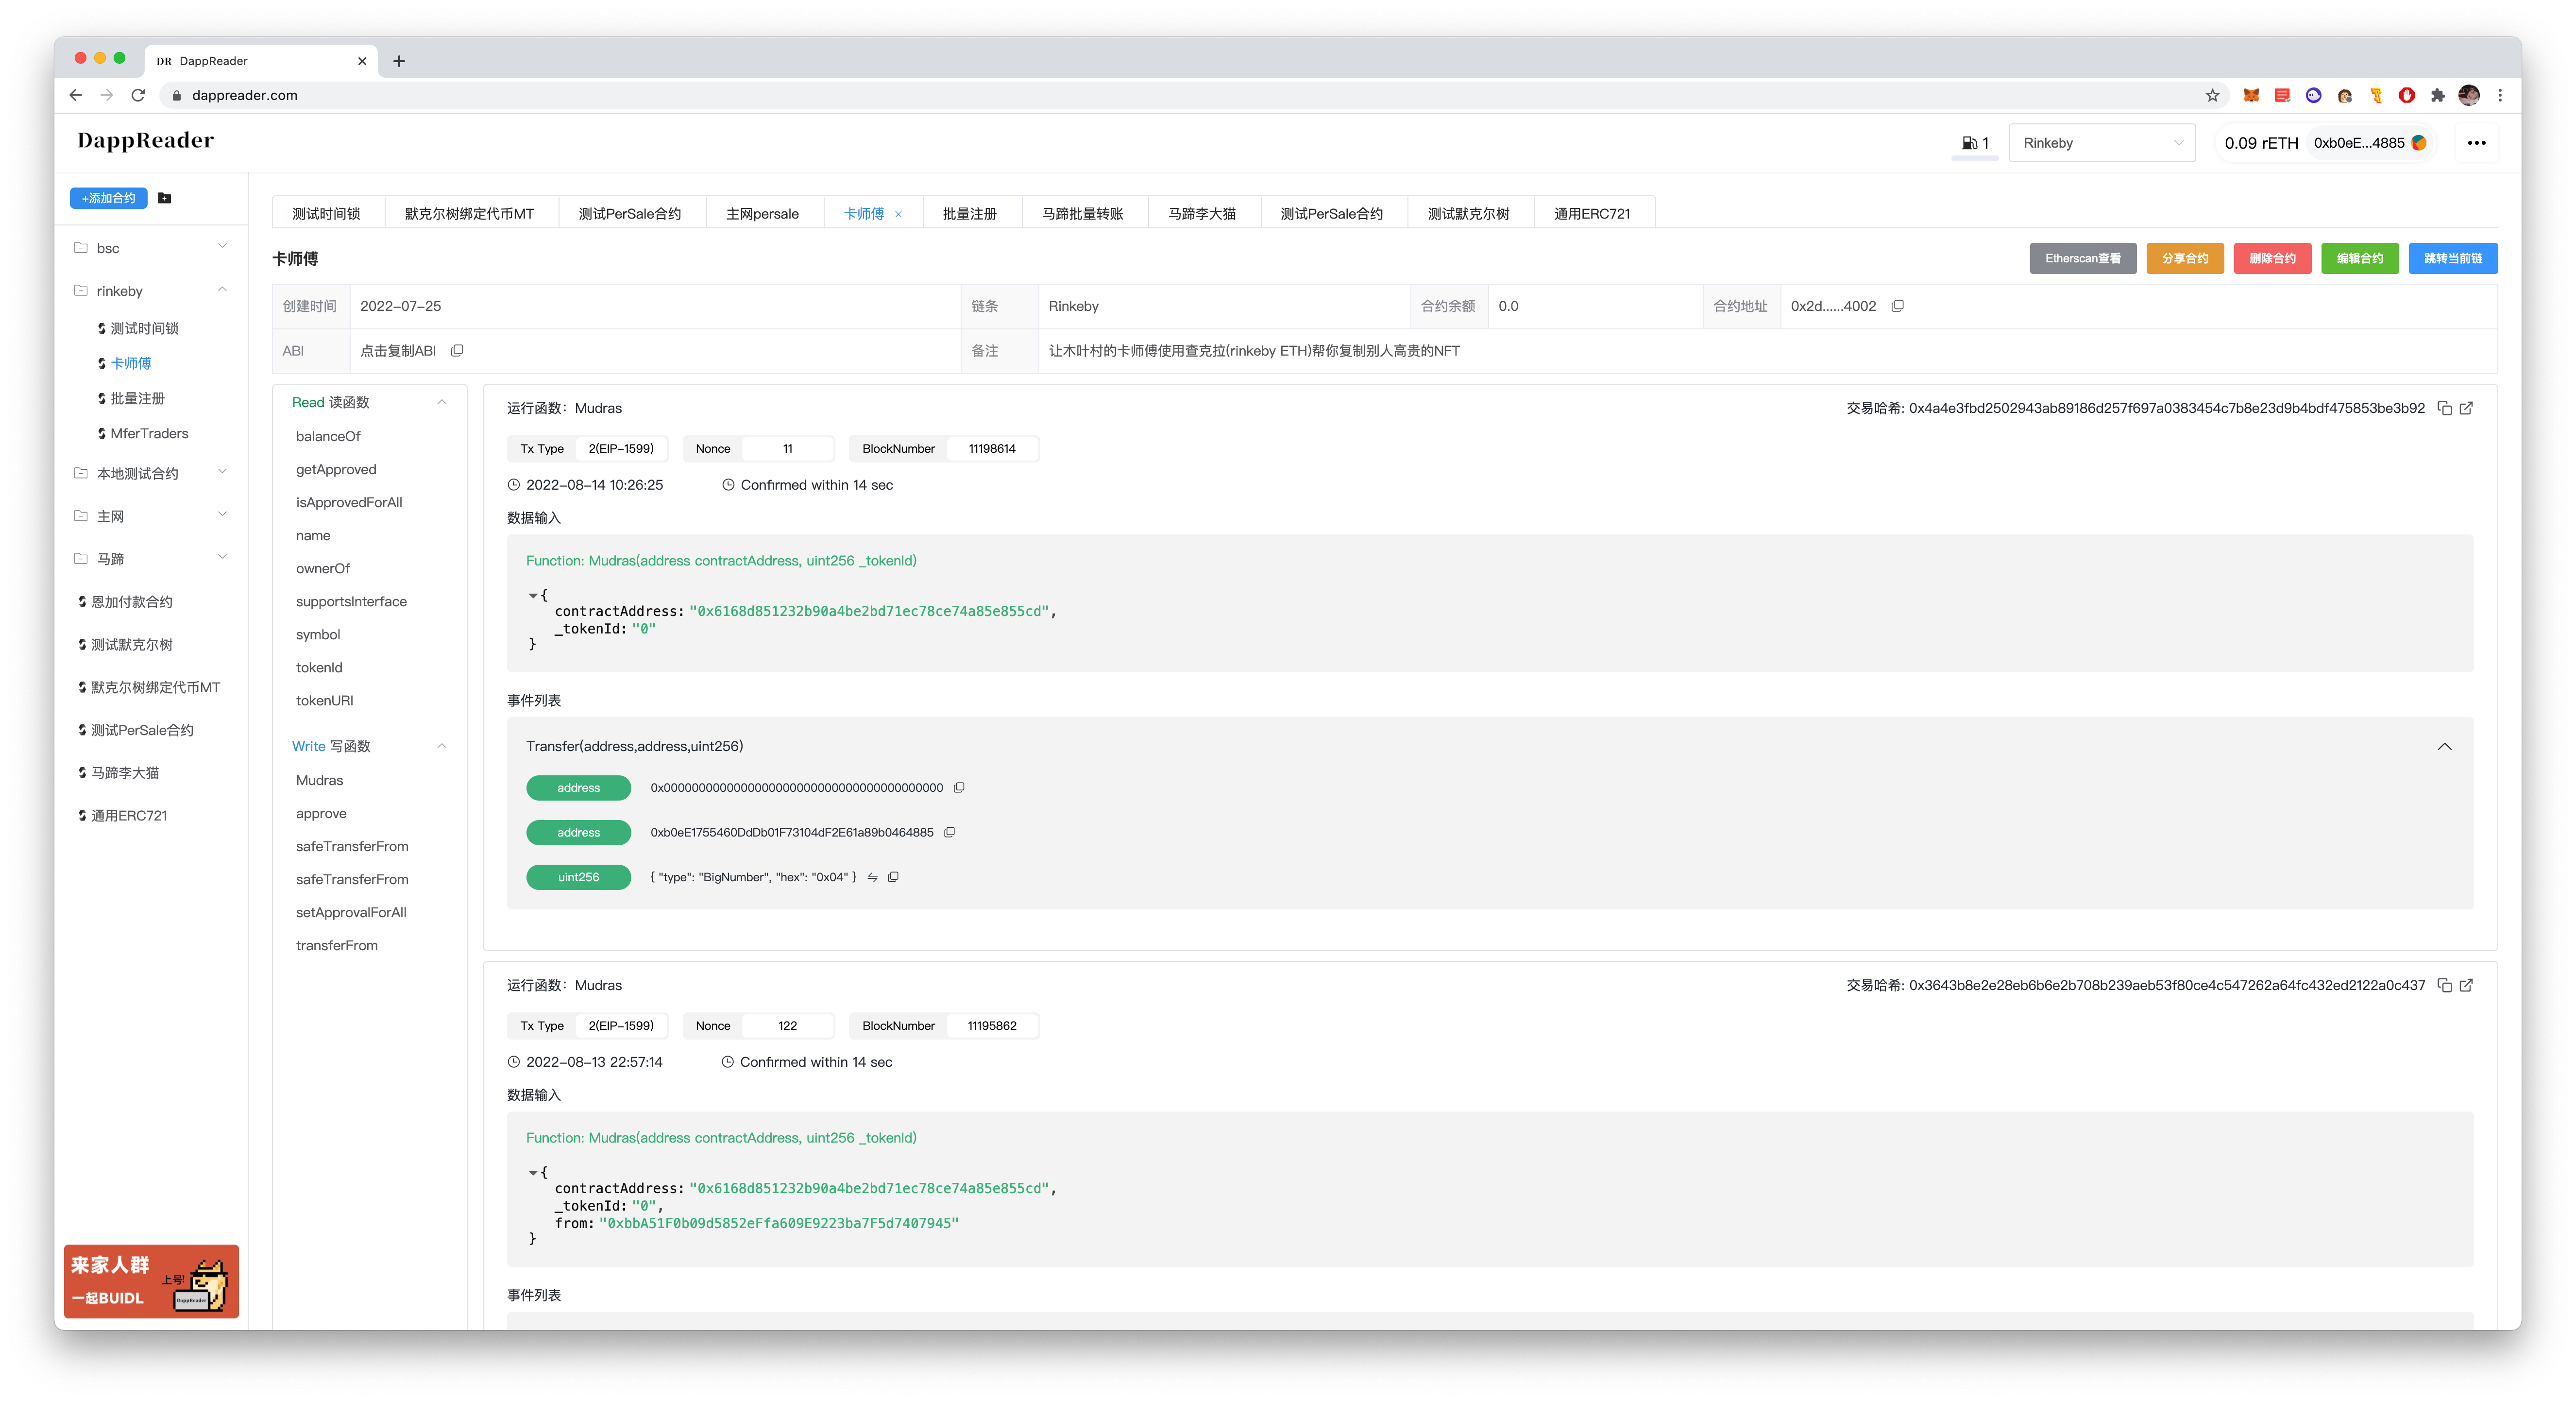 DR DappReader
dappreader.com
DappReader
1
Rinkeby
0.09 rETH 0xb0eE...4885
+添加合约
bsc
rinkeby
测试时间锁
卡师傅
批量注册
MferTraders
本地测试合约
主网
马蹄
恩加付款合约
测试默克尔树
默克尔树绑定代币MT
测试PerSale合约
马蹄李大猫
通用ERC721
来家人群
一起BUIDL
上号!
DappReader
测试时间锁 默克尔树绑定代币MT 测试PerSale合约 主网persale 卡师傅 批量注册 马蹄批量转账 马蹄李大猫 测试PerSale合约 测试默克尔树 通用ERC721
卡师傅
Etherscan查看 分享合约 删除合约 编辑合约 跳转当前链
创建时间 2022-07-25 链条 Rinkeby 合约余额 0.0 合约地址 0x2d......4002
ABI 点击复制ABI 备注 让木叶村的卡师傅使用查克拉(rinkeby ETH)帮你复制别人高贵的NFT
Read 读函数
balanceOf
getApproved
isApprovedForAll
name
ownerOf
supportsInterface
symbol
tokenId
tokenURI
Write 写函数
Mudras
approve
safeTransferFrom
safeTransferFrom
setApprovalForAll
transferFrom
运行函数：Mudras
交易哈希: 0x4a4e3fbd2502943ab89186d257f697a0383454c7b8e23d9b4bdf475853be3b92
Tx Type 2(EIP-1599) Nonce 11 BlockNumber 11198614
2022-08-14 10:26:25 Confirmed within 14 sec
数据输入
Function: Mudras(address contractAddress, uint256 _tokenId)
{
contractAddress: "0x6168d851232b90a4be2bd71ec78ce74a85e855cd",
_tokenId: "0"
}
事件列表
Transfer(address,address,uint256)
address 0x0000000000000000000000000000000000000000
address 0xb0eE1755460DdDb01F73104dF2E61a89b0464885
uint256 { "type": "BigNumber", "hex": "0x04" }
运行函数：Mudras
交易哈希: 0x3643b8e2e28eb6b6e2b708b239aeb53f80ce4c547262a64fc432ed2122a0c437
Tx Type 2(EIP-1599) Nonce 122 BlockNumber 11195862
2022-08-13 22:57:14 Confirmed within 14 sec
数据输入
Function: Mudras(address contractAddress, uint256 _tokenId)
{
contractAddress: "0x6168d851232b90a4be2bd71ec78ce74a85e855cd",
_tokenId: "0",
from: "0xbbA51F0b09d5852eFfa609E9223ba7F5d7407945"
}
事件列表